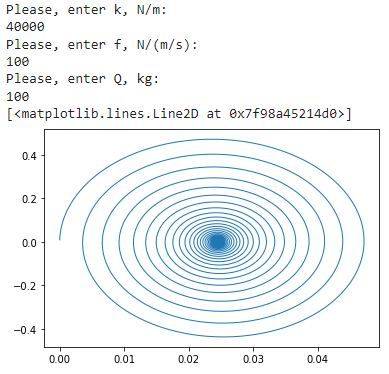 Please, enter k, N/m:
40000
Please, enter f, N/(m/s):
100
Please, enter Q, kg:
100
[<matplotlib.lines.Line2D at 0x7f98a45214d0>]
0.4
0.2
0.0
−0.2
−0.4
0.00 0.01 0.02 0.03 0.04